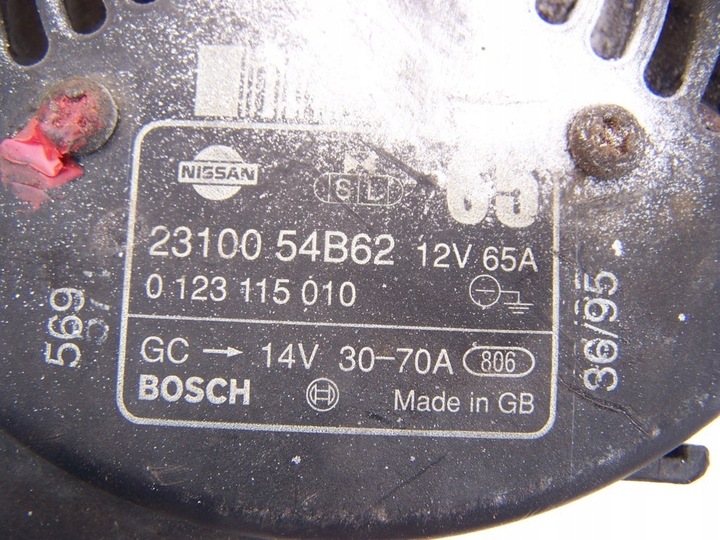 NISSAN
S L
65
23100 54B62 12V 65A
0 123 115 010
GC → 14V 30-70A 806
BOSCH Made in GB
569
36/95